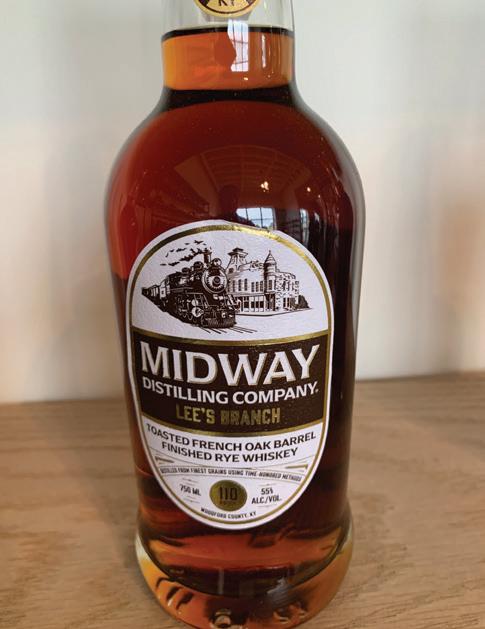 KY
MIDWAY
DISTILLING COMPANY.
LEE'S BRANCH
TOASTED FRENCH OAK BARREL
FINISHED RYE WHISKEY
DISTILLED FROM FINEST GRAINS USING TIME-HONORED METHODS
750 ML
110
55%
ALC/VOL.
WOODFORD COUNTY, KY